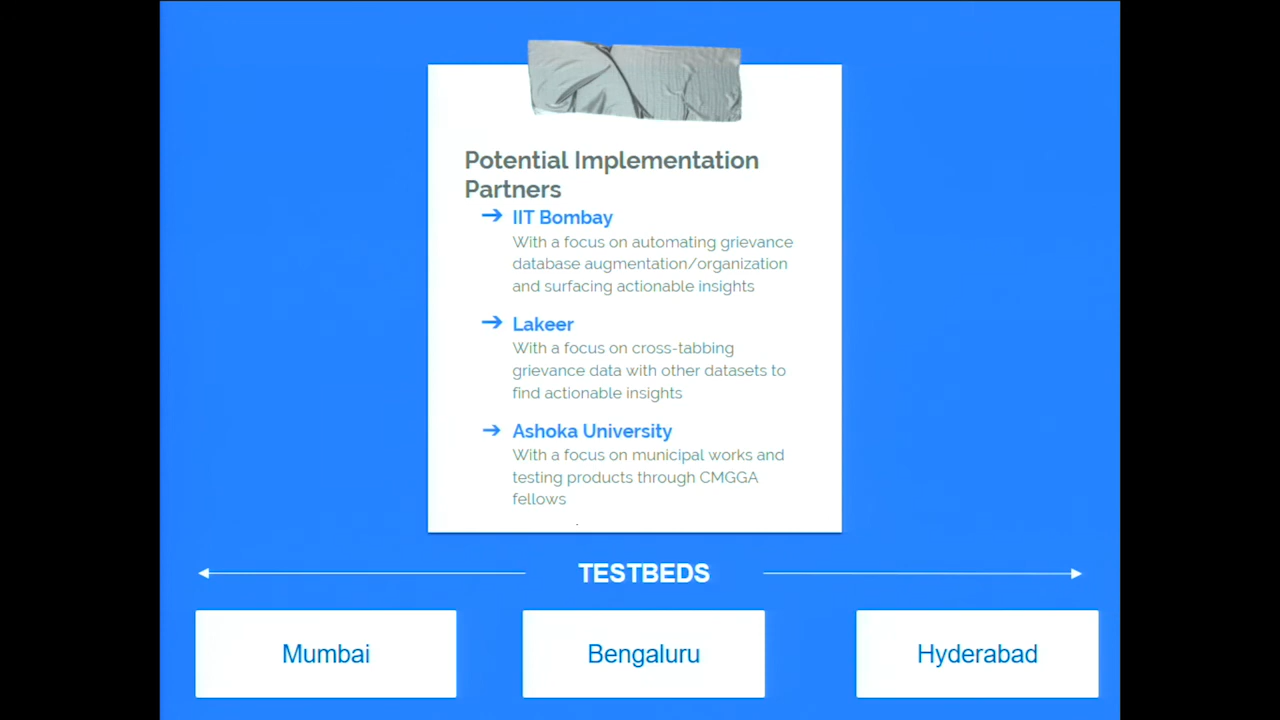 Potential Implementation
Partners
➔ IIT Bombay
With a focus on automating grievance
database augmentation/organization
and surfacing actionable insights
➔ Lakeer
With a focus on cross-tabbing
grievance data with other datasets to
find actionable insights
➔ Ashoka University
With a focus on municipal works and
testing products through CMGGA
fellows
.
TESTBEDS
Mumbai
Bengaluru
Hyderabad